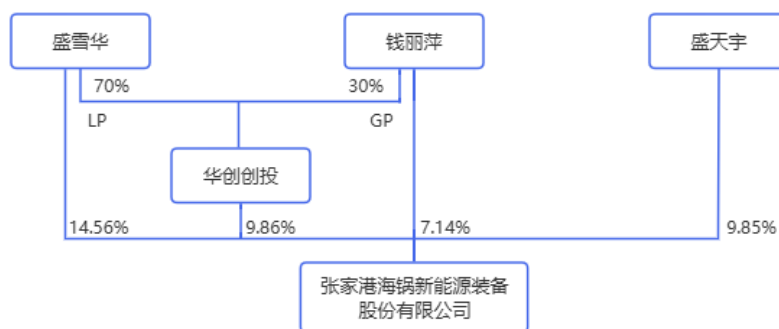 盛雪华
钱丽萍
盛天宇
70%
30%
LP
GP
华创创投
14.56%
9.86%
7.14%
9.85%
张家港海锅新能源装备
股份有限公司